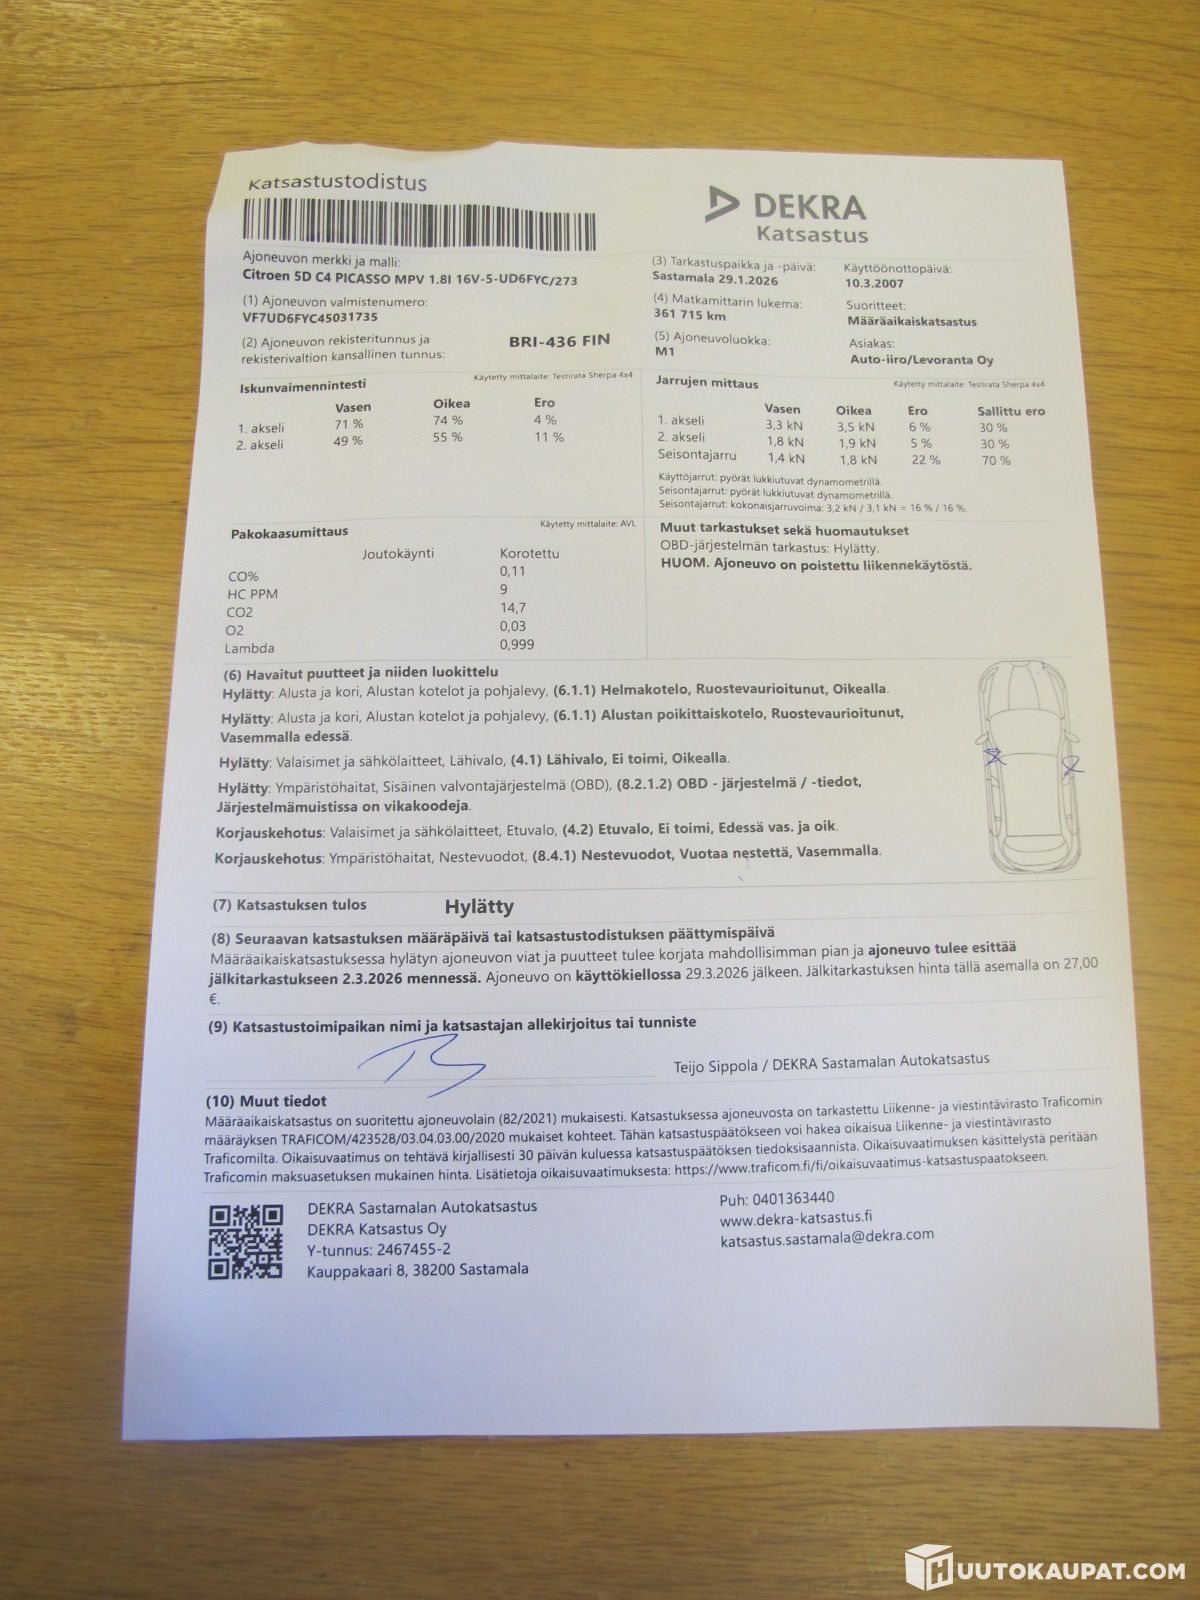 Katsastustodistus
DEKRA
Katsastus
Ajoneuvon merkki ja malli:
Citroen 5D C4 PICASSO MPV 1.8I 16V-5-UD6FYC/273
(1) Ajoneuvon valmistenumero:
VF7UD6FYC45031735
(2) Ajoneuvon rekisteritunnus ja
rekisterivaltion kansallinen tunnus:
BRI-436 FIN
(3) Tarkastuspaikka ja -päivä:
Sastamala 29.1.2026
(4) Matkamittarin lukema:
361 715 km
(5) Ajoneuvoluokka:
M1
Käyttöönottopäivä:
10.3.2007
Suoritteet:
Määräaikaiskatsastus
Asiakas:
Auto-iiro/Levoranta Oy
Iskunvaimennintesti
Käytetty mittalaite: Testirata Sherpa 4x4
Vasen Oikea Ero
1. akseli 71 % 74 % 4 %
2. akseli 49 % 55 % 11 %
Jarrujen mittaus
Käytetty mittalaite: Testirata Sherpa 4x4
Vasen Oikea Ero Sallittu ero
1. akseli 3,3 kN 3,5 kN 6 % 30 %
2. akseli 1,8 kN 1,9 kN 5 % 30 %
Seisontajarru 1,4 kN 1,8 kN 22 % 70 %
Käyttöjarrut: pyörät lukkiutuvat dynamometrillä.
Seisontajarrut: pyörät lukkiutuvat dynamometrillä.
Seisontajarrut: kokonaisjarruvoima: 3,2 kN / 3,1 kN = 16 % / 16 %.
Pakokaasumittaus
Käytetty mittalaite: AVL
Joutokäynti Korotettu
CO% 0,11
HC PPM 9
CO2 14,7
O2 0,03
Lambda 0,999
Muut tarkastukset sekä huomautukset
OBD-järjestelmän tarkastus: Hylätty.
HUOM. Ajoneuvo on poistettu liikennekäytöstä.
(6) Havaitut puutteet ja niiden luokittelu
Hylätty: Alusta ja kori, Alustan kotelot ja pohjalevy, (6.1.1) Helmakotelo, Ruostevaurioitunut, Oikealla.
Hylätty: Alusta ja kori, Alustan kotelot ja pohjalevy, (6.1.1) Alustan poikittaiskotelo, Ruostevaurioitunut,
Vasemmalla edessä.
Hylätty: Valaisimet ja sähkölaitteet, Lähivalo, (4.1) Lähivalo, Ei toimi, Oikealla.
Hylätty: Ympäristöhaitat, Sisäinen valvontajärjestelmä (OBD), (8.2.1.2) OBD - järjestelmä / -tiedot,
Järjestelmämuistissa on vikakoodeja.
Korjauskehotus: Valaisimet ja sähkölaitteet, Etuvalo, (4.2) Etuvalo, Ei toimi, Edessä vas. ja oik.
Korjauskehotus: Ympäristöhaitat, Nestevuodot, (8.4.1) Nestevuodot, Vuotaa nestettä, Vasemmalla.
(7) Katsastuksen tulos Hylätty
(8) Seuraavan katsastuksen määräpäivä tai katsastustodistuksen päättymispäivä
Määräaikaiskatsastuksessa hylätyn ajoneuvon viat ja puutteet tulee korjata mahdollisimman pian ja ajoneuvo tulee esittää
jälkitarkastukseen 2.3.2026 mennessä. Ajoneuvo on käyttökiellossa 29.3.2026 jälkeen. Jälkitarkastuksen hinta tällä asemalla on 27,00
€.
(9) Katsastustoimipaikan nimi ja katsastajan allekirjoitus tai tunniste
Teijo Sippola / DEKRA Sastamalan Autokatsastus
(10) Muut tiedot
Määräaikaiskatsastus on suoritettu ajoneuvolain (82/2021) mukaisesti. Katsastuksessa ajoneuvosta on tarkastettu Liikenne- ja viestintävirasto Traficomin
määräyksen TRAFICOM/423528/03.04.03.00/2020 mukaiset kohteet. Tähän katsastuspäätökseen voi hakea oikaisua Liikenne- ja viestintävirasto
Traficomilta. Oikaisuvaatimus on tehtävä kirjallisesti 30 päivän kuluessa katsastuspäätöksen tiedoksisaannista. Oikaisuvaatimuksen käsittelystä peritään
Traficomin maksuasetuksen mukainen hinta. Lisätietoja oikaisuvaatimuksesta: https://www.traficom.fi/fi/oikaisuvaatimus-katsastuspaatokseen.
DEKRA Sastamalan Autokatsastus
DEKRA Katsastus Oy
Y-tunnus: 2467455-2
Kauppakaari 8, 38200 Sastamala
Puh: 0401363440
www.dekra-katsastus.fi
katsastus.sastamala@dekra.com
HUUTOKAUPAT.COM